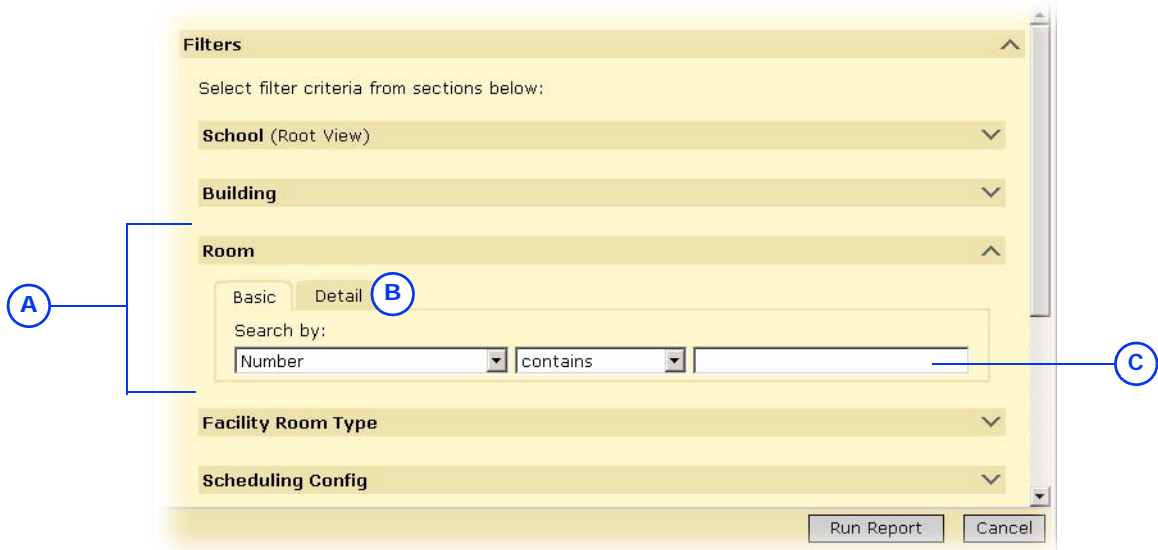 Filters
Select filter criteria from sections below:
School (Root View)
Building
Room
A
Basic Detail B
Search by:
Number contains
C
Facility Room Type
Scheduling Config
Run Report Cancel